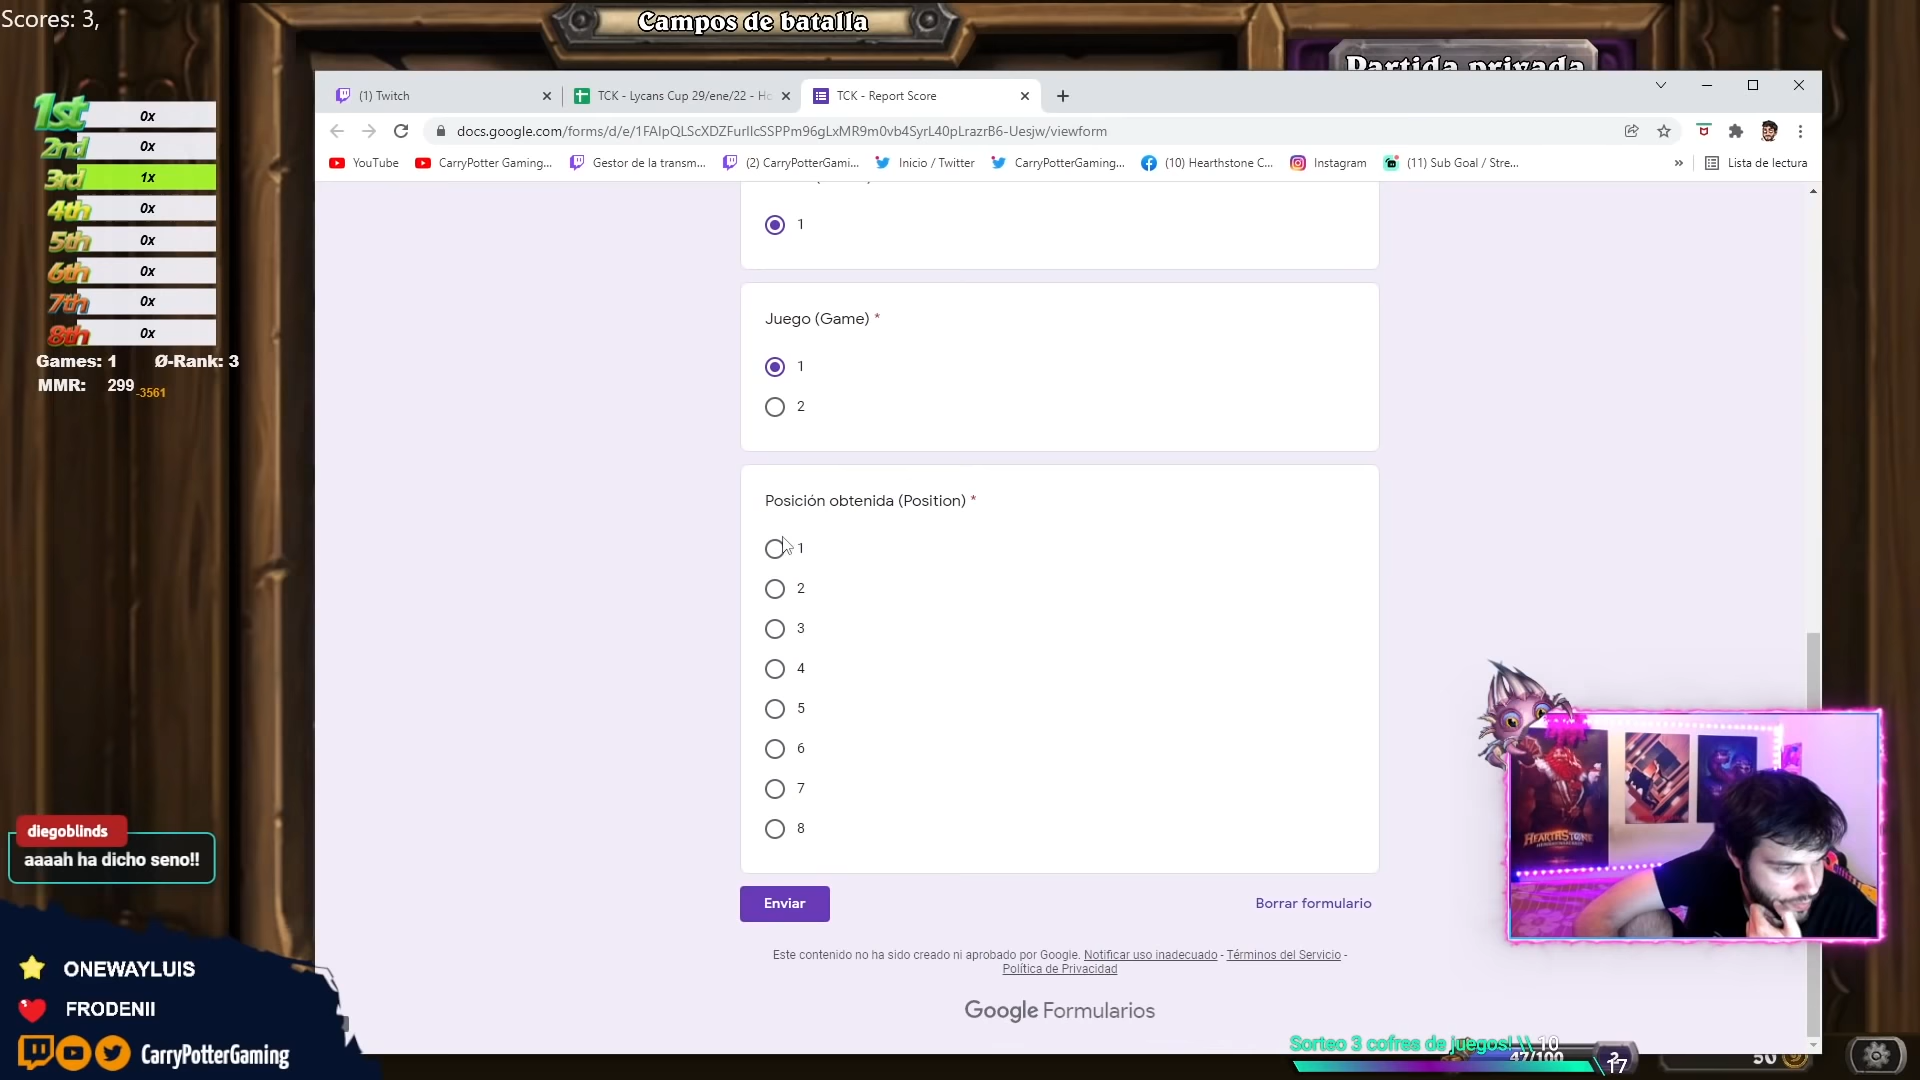 Scores: 3,
Campos de batalla
Partida privada
(1) Twitch
TCK - Lycans Cup 29/ene/22 - Ho
TCK - Report Score
docs.google.com/forms/d/e/1FAIpQLScXDZFurIlcSSPPm96gLxMR9m0vb4SyrL40pLrazrB6-Uesjw/viewform
YouTube
CarryPotter Gaming...
Gestor de la transm...
(2) CarryPotterGami...
Inicio / Twitter
CarryPotterGaming...
(10) Hearthstone C...
Instagram
(11) Sub Goal / Stre...
»
Lista de lectura
1st 0x
2nd 0x
3rd 1x
4th 0x
5th 0x
6th 0x
7th 0x
8th 0x
Games: 1 Ø-Rank: 3
MMR: 299 -3561
1
Juego (Game) *
1
2
Posición obtenida (Position) *
1
2
3
4
5
6
7
8
Enviar
Borrar formulario
Este contenido no ha sido creado ni aprobado por Google. Notificar uso inadecuado - Términos del Servicio -
Política de Privacidad
Google Formularios
diegoblinds
aaaah ha dicho seno!!
ONEWAYLUIS
FRODENII
CarryPotterGaming
HEARTHSTONE
Sorteo 3 cofres de juegos! \\ 10
47/100
17
50